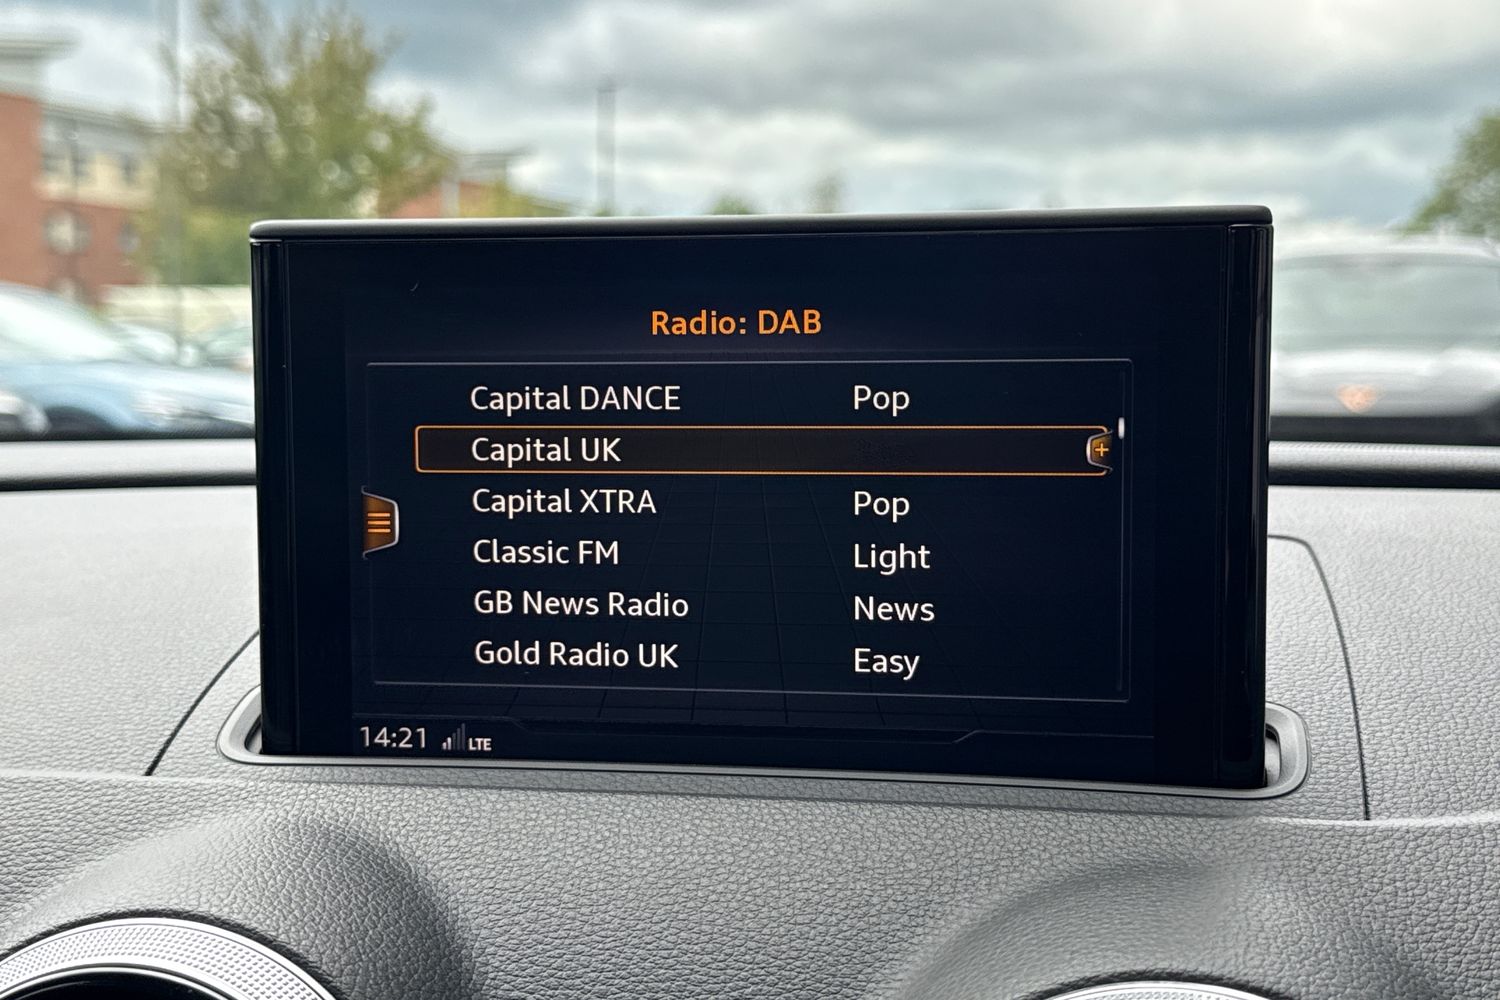 Radio: DAB
Capital DANCE Pop
Capital UK
Capital XTRA Pop
Classic FM Light
GB News Radio News
Gold Radio UK Easy
14:21 LTE